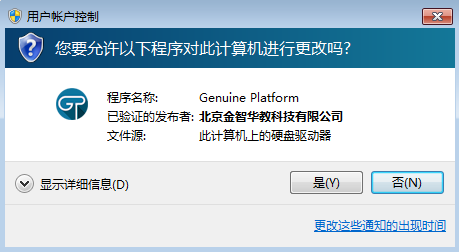 用户帐户控制
您要允许以下程序对此计算机进行更改吗?
GP
程序名称: Genuine Platform
已验证的发布者: 北京金智华教科技有限公司
文件源: 此计算机上的硬盘驱动器
显示详细信息(D)
是(Y)
否(N)
更改这些通知的出现时间